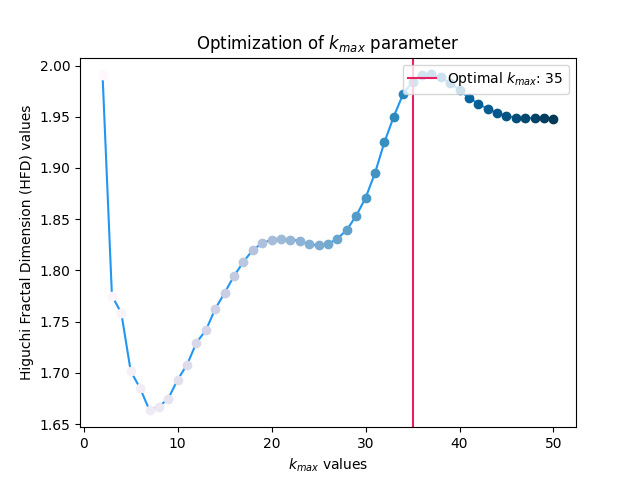 Optimization of $k_{max}$ parameter
Optimal $k_{max}$: 35
Higuchi Fractal Dimension (HFD) values
2.00
1.95
1.90
1.85
1.80
1.75
1.70
1.65
0 10 20 30 40 50
$k_{max}$ values